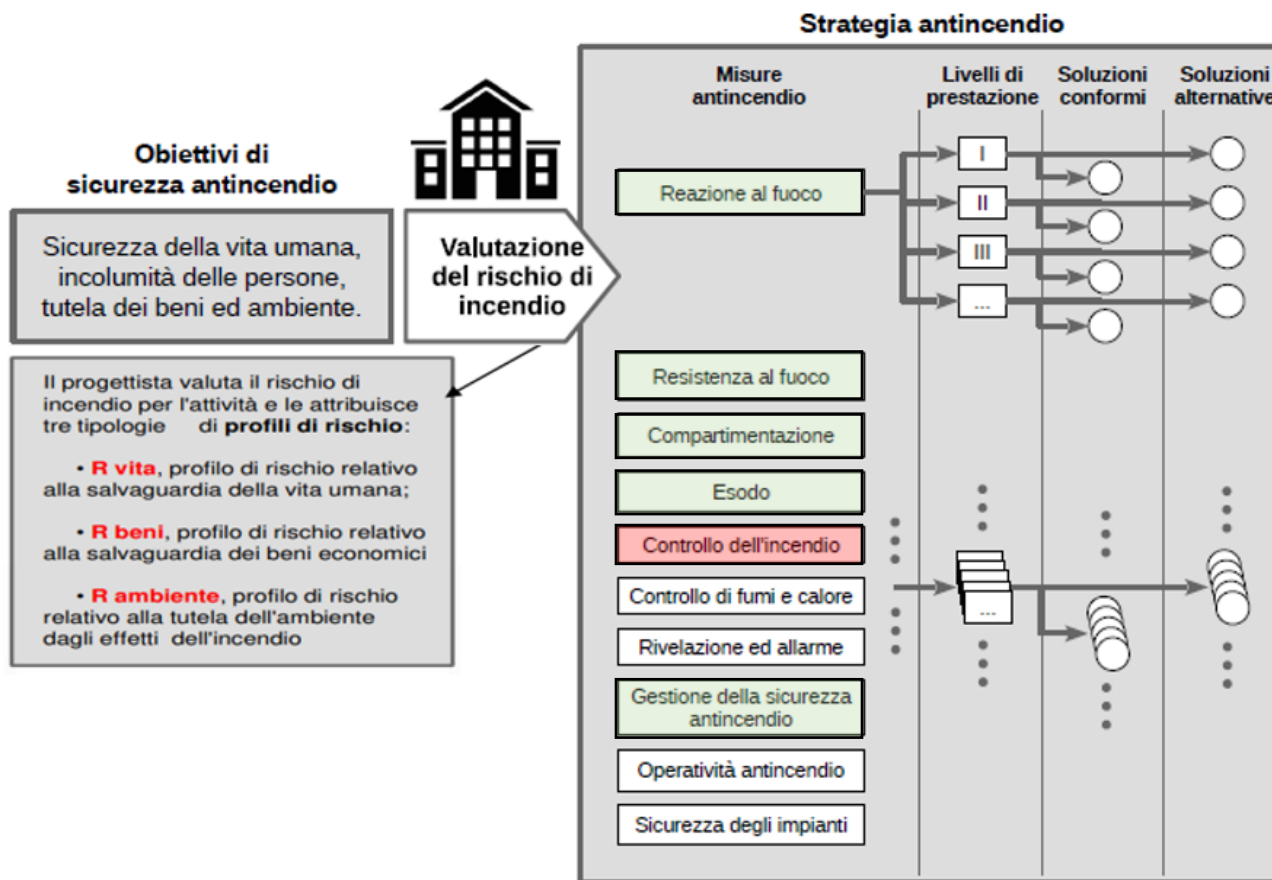 Strategia antincendio
Obiettivi di
sicurezza antincendio
Sicurezza della vita umana,
incolumità delle persone,
tutela dei beni ed ambiente.
Valutazione
del rischio di
incendio
Il progettista valuta il rischio di
incendio per l'attività e le attribuisce
tre tipologie di profili di rischio:
• R vita, profilo di rischio relativo
alla salvaguardia della vita umana;
• R beni, profilo di rischio relativo
alla salvaguardia dei beni economici
• R ambiente, profilo di rischio
relativo alla tutela dell'ambiente
dagli effetti dell'incendio
Misure
antincendio
Livelli di
prestazione
Soluzioni
conformi
Soluzioni
alternative
Reazione al fuoco
I
II
III
...
Resistenza al fuoco
Compartimentazione
Esodo
Controllo dell'incendio
Controllo di fumi e calore
...
Rivelazione ed allarme
Gestione della sicurezza
antincendio
Operatività antincendio
Sicurezza degli impianti